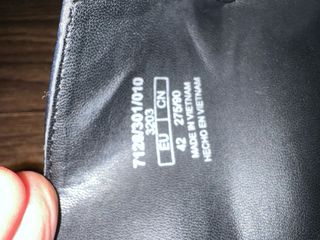 7128/301/010
3203
EU CN
42 275/90
MADE IN VIETNAM
HECHO EN VIETNAM